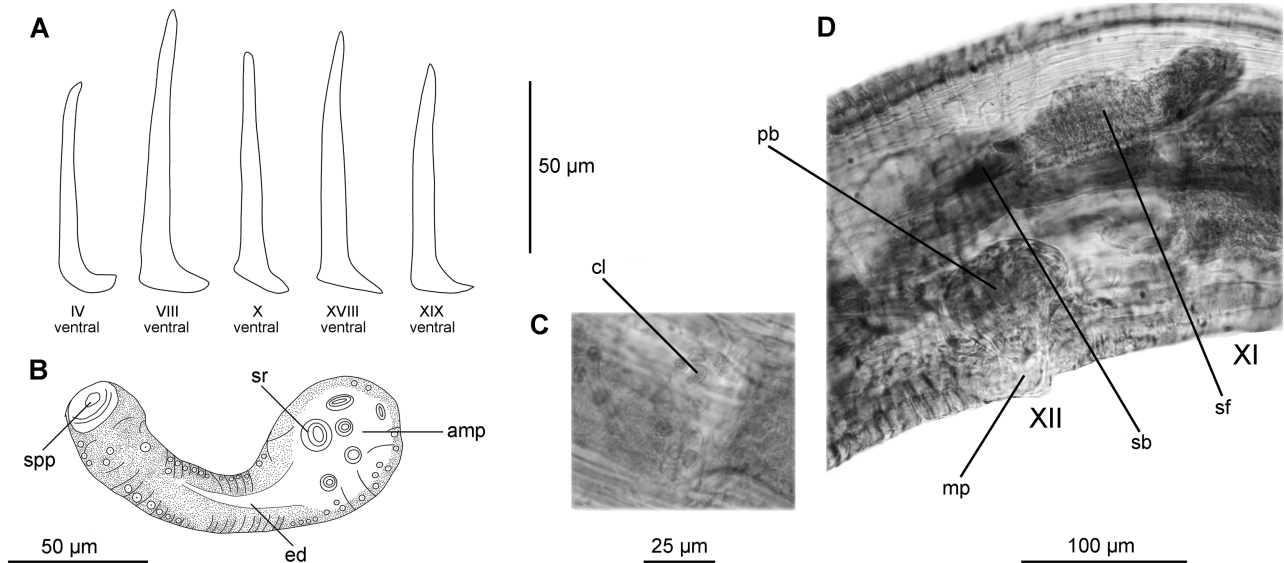 A
IV
ventral
VIII
ventral
X
ventral
XVIII
ventral
XIX
ventral
50 µm
B
spp
sr
amp
ed
50 µm
C
cl
25 µm
D
pb
XI
XII
sf
sb
mp
100 µm